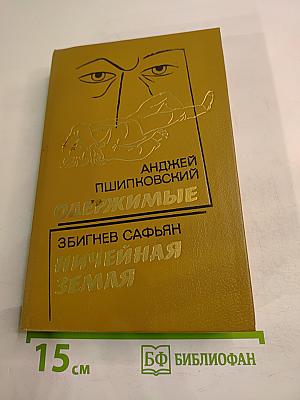 АНДЖЕЙ
ПШИПКОВСКИЙ
ОДЕРЖИМЫЕ
ЗБИГНЕВ САФЬЯН
НИЧЕЙНАЯ
ЗЕМЛЯ
15 см
БФ БИБЛИОФАН